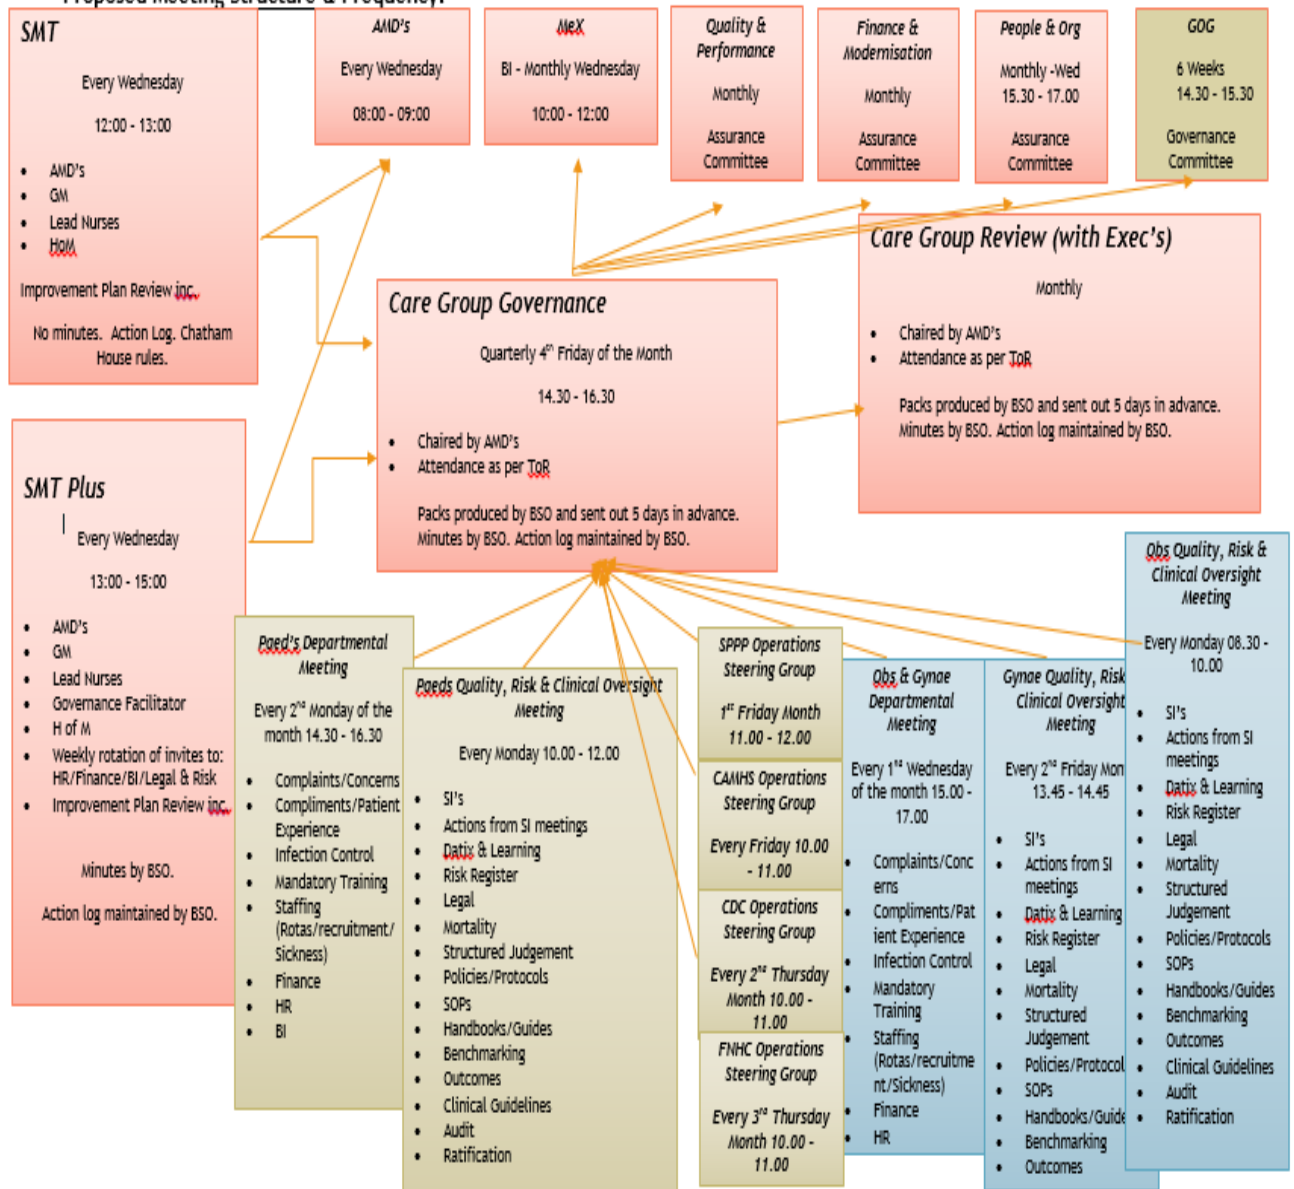 Proposed Meeting Structure & Frequency:
SMT
Every Wednesday
12:00 - 13:00
• AMD's
• GM
• Lead Nurses
• HoM
Improvement Plan Review inc.
No minutes. Action Log. Chatham
House rules.
AMD's
Every Wednesday
08:00 - 09:00
MeX
BI - Monthly Wednesday
10:00 - 12:00
Quality &
Performance
Monthly
Assurance
Committee
Finance &
Modernisation
Monthly
Assurance
Committee
People & Org
Monthly -Wed
15.30 - 17.00
Assurance
Committee
GOG
6 Weeks
14.30 - 15.30
Governance
Committee
Care Group Governance
Quarterly 4th Friday of the Month
14.30 - 16.30
• Chaired by AMD's
• Attendance as per ToR
Packs produced by BSO and sent out 5 days in advance.
Minutes by BSO. Action log maintained by BSO.
Care Group Review (with Exec's)
Monthly
• Chaired by AMD's
• Attendance as per ToR
Packs produced by BSO and sent out 5 days in advance.
Minutes by BSO. Action log maintained by BSO.
SMT Plus
Every Wednesday
13:00 - 15:00
• AMD's
• GM
• Lead Nurses
• Governance Facilitator
• H of M
• Weekly rotation of invites to:
HR/Finance/BI/Legal & Risk
• Improvement Plan Review inc.
Minutes by BSO.
Action log maintained by BSO.
Paed's Departmental
Meeting
Every 2nd Monday of the
month 14.30 - 16.30
• Complaints/Concerns
• Compliments/Patient
Experience
• Infection Control
• Mandatory Training
• Staffing
(Rotas/recruitment/
Sickness)
• Finance
• HR
• BI
Paeds Quality, Risk & Clinical Oversight
Meeting
Every Monday 10.00 - 12.00
• SI's
• Actions from SI meetings
• Datix & Learning
• Risk Register
• Legal
• Mortality
• Structured Judgement
• Policies/Protocols
• SOPs
• Handbooks/Guides
• Benchmarking
• Outcomes
• Clinical Guidelines
• Audit
• Ratification
SPPP Operations
Steering Group
1st Friday Month
11.00 - 12.00
CAMHS Operations
Steering Group
Every Friday 10.00
- 11.00
CDC Operations
Steering Group
Every 2nd Thursday
Month 10.00 -
11.00
FNHC Operations
Steering Group
Every 3rd Thursday
Month 10.00 -
11.00
Obs & Gynae
Departmental
Meeting
Every 1nd Wednesday
of the month 15.00 -
17.00
• Complaints/Conc
erns
• Compliments/Pat
ient Experience
• Infection Control
• Mandatory
Training
• Staffing
(Rotas/recruitme
nt/Sickness)
• Finance
• HR
Gynae Quality, Risk
Clinical Oversight
Meeting
Every 2nd Friday Mon
13.45 - 14.45
• SI's
• Actions from SI
meetings
• Datix & Learning
• Risk Register
• Legal
• Mortality
• Structured
Judgement
• Policies/Protocol
• SOPs
• Handbooks/Guide
• Benchmarking
• Outcomes
Obs Quality, Risk &
Clinical Oversight
Meeting
Every Monday 08.30 -
10.00
• SI's
• Actions from SI
meetings
• Datix & Learning
• Risk Register
• Legal
• Mortality
• Structured
Judgement
• Policies/Protocols
• SOPs
• Handbooks/Guides
• Benchmarking
• Outcomes
• Clinical Guidelines
• Audit
• Ratification